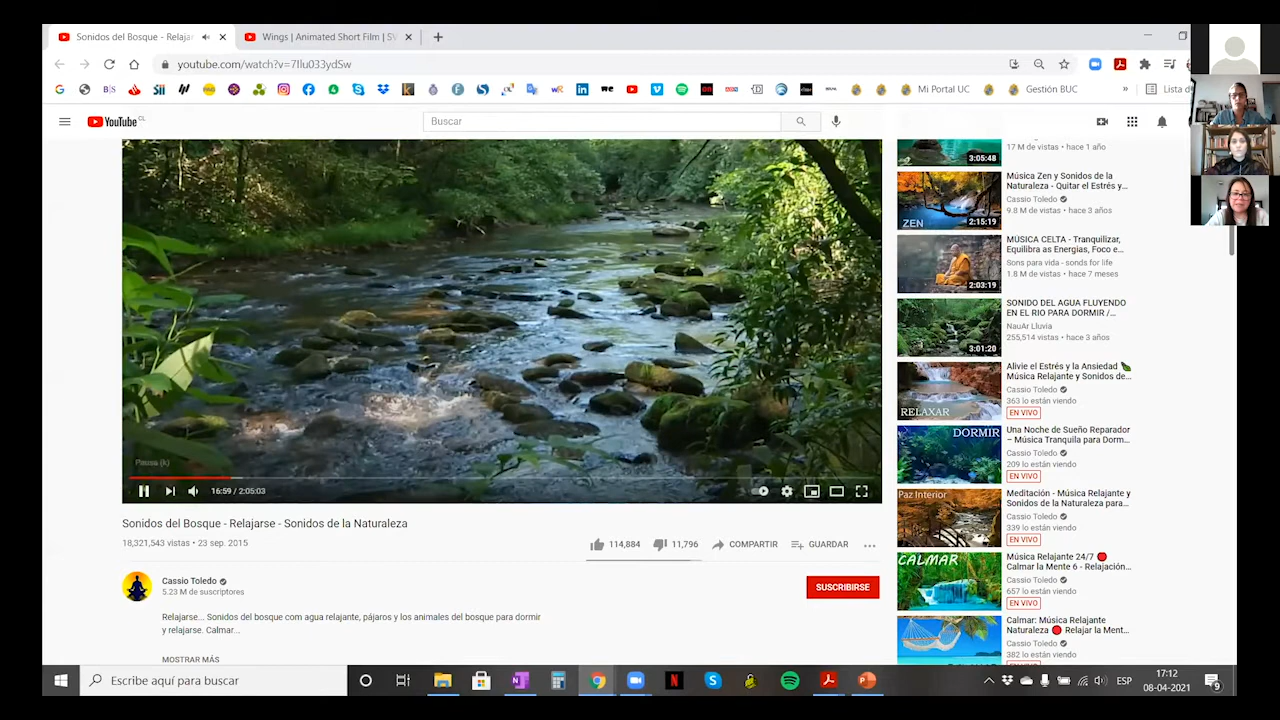 Sonidos del Bosque - Relajar
Wings | Animated Short Film | 5V
youtube.com/watch?v=7Ilu033ydSw
Mi Portal UC
Gestión BUC
Lista d
YouTube CL
Buscar
17 M de vistas • hace 1 año
3:05:48
Música Zen y Sonidos de la
Naturaleza - Quitar el Estrés y...
Cassio Toledo
9.8 M de vistas • hace 3 años
ZEN
2:15:19
MÚSICA CELTA - Tranquilizar,
Equilibra as Energias, Foco e...
Sons para vida - sonds for life
1.8 M de vistas • hace 7 meses
2:03:19
SONIDO DEL AGUA FLUYENDO
EN EL RIO PARA DORMIR /...
NauAr Lluvia
255,514 vistas • hace 3 años
3:01:20
Alivie el Estrés y la Ansiedad
Música Relajante y Sonidos de...
Cassio Toledo
363 lo están viendo
EN VIVO
RELAXAR
Una Noche de Sueño Reparador
– Música Tranquila para Dorm...
Cassio Toledo
209 lo están viendo
EN VIVO
DORMIR
Meditación - Música Relajante y
Sonidos de la Naturaleza para...
Cassio Toledo
339 lo están viendo
EN VIVO
Paz Interior
Música Relajante 24/7
Calmar la Mente 6 - Relajación...
Cassio Toledo
657 lo están viendo
EN VIVO
CALMAR
Calmar: Música Relajante
Naturaleza Relajar la Ment...
Cassio Toledo
382 lo están viendo
Pausa (k)
16:59 / 2:05:03
Sonidos del Bosque - Relajarse - Sonidos de la Naturaleza
18,321,543 vistas • 23 sep. 2015
114,884 11,796 COMPARTIR GUARDAR
Cassio Toledo
5.23 M de suscriptores
SUSCRIBIRSE
Relajarse... Sonidos del bosque com agua relajante, pájaros y los animales del bosque para dormir
y relajarse. Calmar...
MOSTRAR MÁS
Escribe aquí para buscar
ESP
17:12
08-04-2021
9